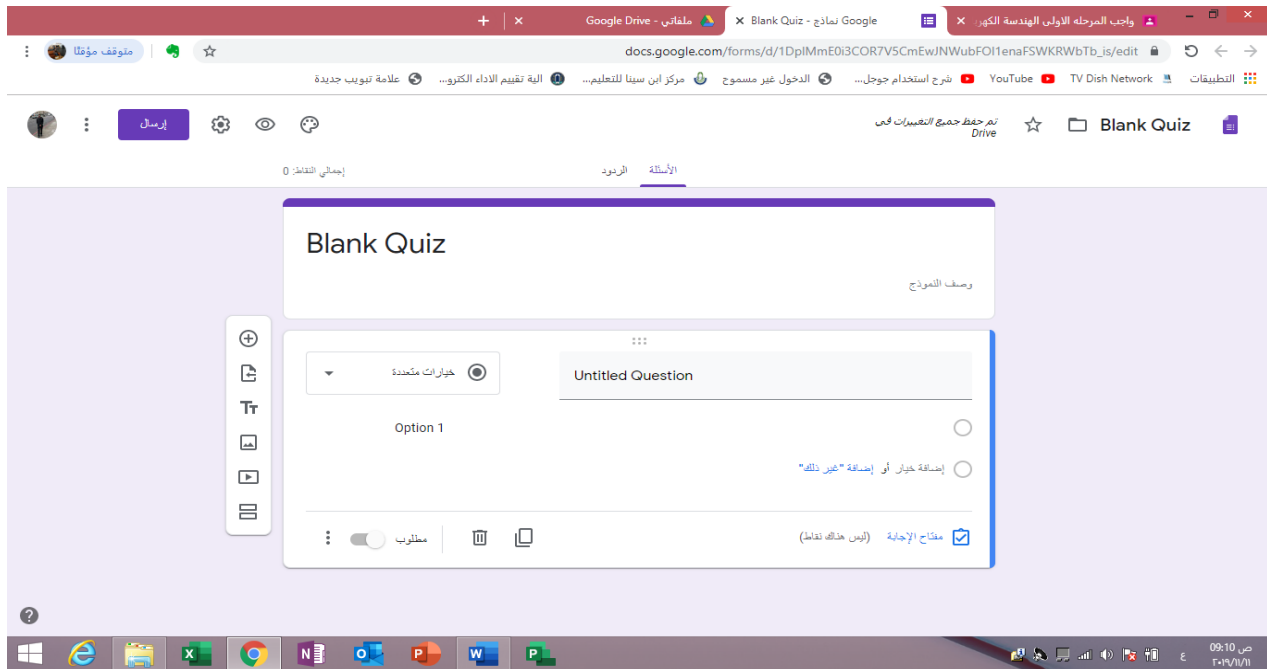 واجب المرحله الاولى الهندسة الكهر
Blank Quiz - نماذج Google
ملفاتي - Google Drive
docs.google.com/forms/d/1DplMmE0i3COR7V5CmEwJNWubFOI1enaFSWKRWbTb_is/edit
متوقف مؤقتًا
التطبيقات
TV Dish Network
YouTube
شرح استخدام جوجل...
الدخول غير مسموح
مركز ابن سينا للتعليم...
الية تقييم الاداء الكترو...
علامة تبويب جديدة
Blank Quiz
تم حفظ جميع التغييرات في
Drive
إرسال
الأسئلة
الردود
إجمالي النقاط: 0
Blank Quiz
وصف النموذج
Untitled Question
خيارات متعددة
Option 1
إضافة خيار أو إضافة "غير ذلك"
مفتاح الإجابة (ليس هناك نقاط)
مطلوب
09:10 ص
ع
٢٠١٩/١١/١١